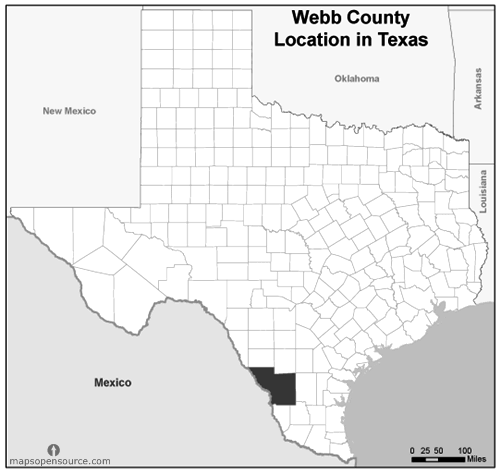 Webb County
Location in Texas
Oklahoma
Arkansas
New Mexico
Louisiana
Mexico
0 25 50 100
Miles
mapsopensource.com